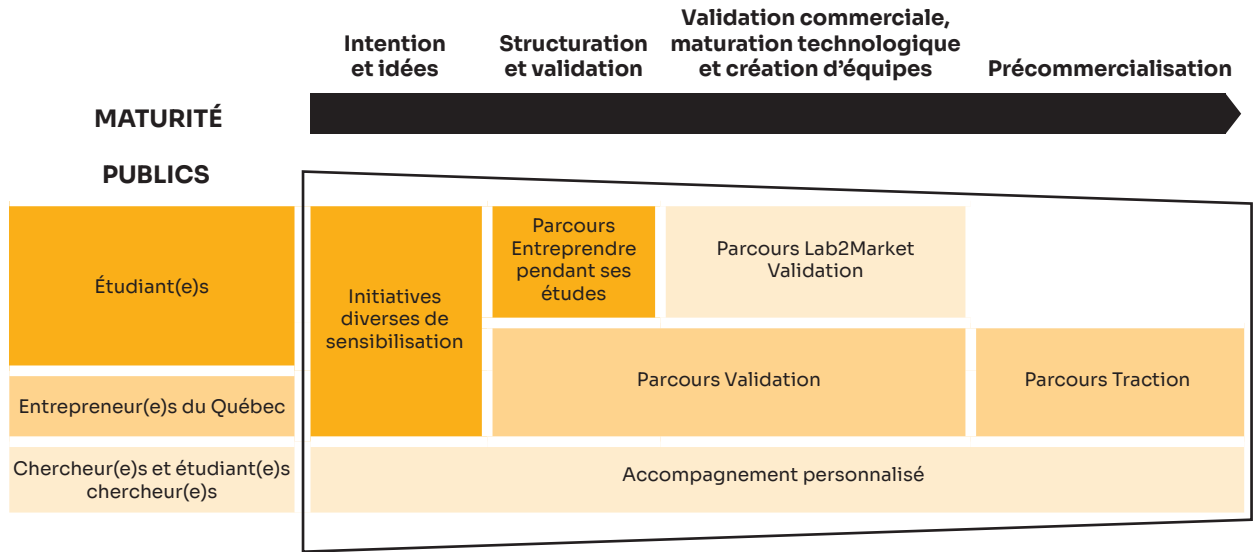 Intention
et idées
Structuration
et validation
Validation commerciale,
maturation technologique
et création d'équipes
Précommercialisation
MATURITÉ
PUBLICS
Étudiant(e)s
Initiatives
diverses de
sensibilisation
Parcours
Entreprendre
pendant ses
études
Parcours Lab2Market
Validation
Entrepreneur(e)s du Québec
Parcours Validation
Parcours Traction
Chercheur(e)s et étudiant(e)s
chercheur(e)s
Accompagnement personnalisé